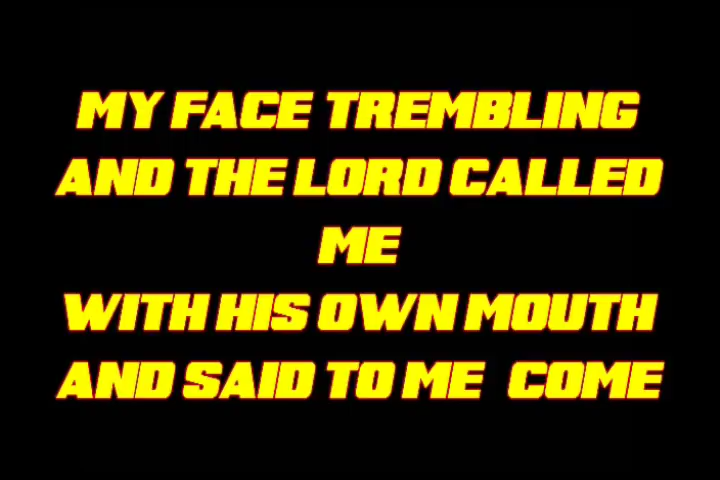 MY FACE TREMBLING
AND THE LORD CALLED
ME
WITH HIS OWN MOUTH
AND SAID TO ME COME